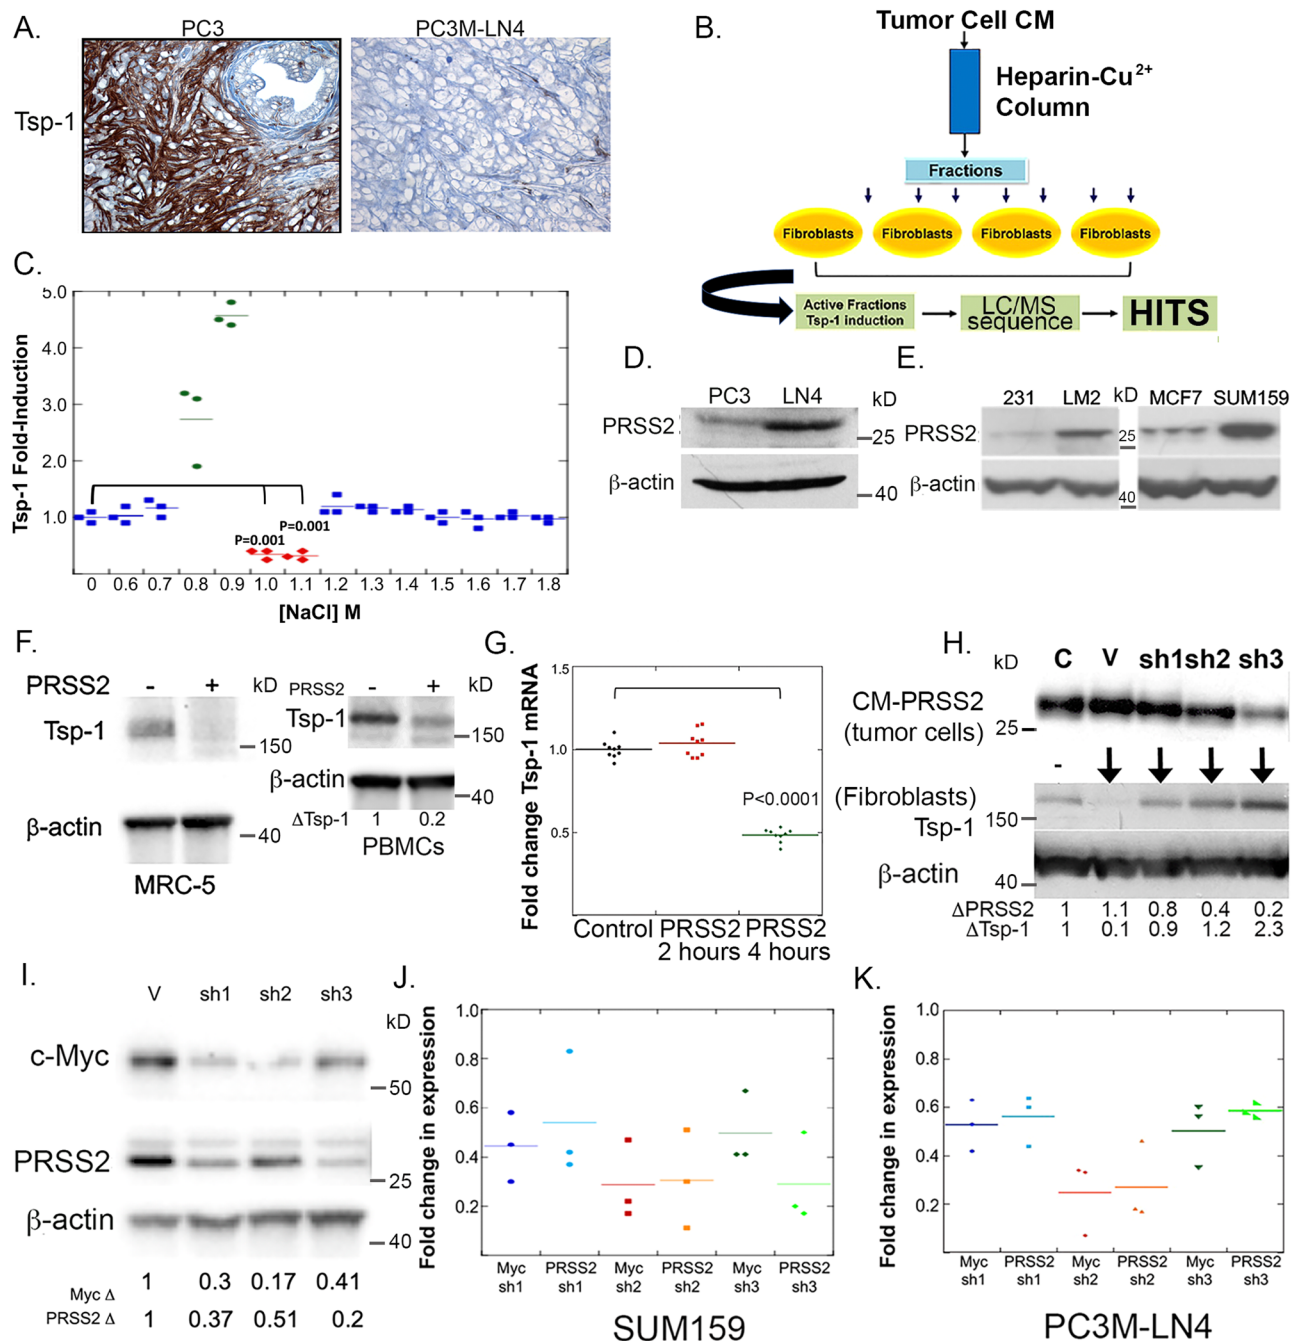 A.
PC3
PC3M-LN4
Tsp-1
B.
Tumor Cell CM
Heparin-Cu2+
Column
Fractions
Fibroblasts
Fibroblasts
Fibroblasts
Fibroblasts
Active Fractions
Tsp-1 induction
LC/MS
sequence
HITS
C.
Tsp-1 Fold-Induction
5.0
4.0
3.0
2.0
1.0
P=0.001
P=0.001
0 0.6 0.7 0.8 0.9 1.0 1.1 1.2 1.3 1.4 1.5 1.6 1.7 1.8
[NaCl] M
D.
PC3 LN4 kD
PRSS2
25
β-actin
40
E.
231 LM2 kD MCF7 SUM159
PRSS2
25
β-actin
40
F.
PRSS2 - + kD
Tsp-1
150
β-actin
40
MRC-5
PRSS2 - + kD
Tsp-1
150
β-actin
40
ΔTsp-1 1 0.2
PBMCs
G.
Fold change Tsp-1 mRNA
1.5
1.0
0.5
P<0.0001
Control PRSS2 PRSS2
2 hours 4 hours
H.
kD C V sh1 sh2 sh3
CM-PRSS2
(tumor cells)
25
-
(Fibroblasts)
Tsp-1
150
β-actin
40
ΔPRSS2 1 1.1 0.8 0.4 0.2
ΔTsp-1 1 0.1 0.9 1.2 2.3
I.
V sh1 sh2 sh3
kD
c-Myc
50
PRSS2
25
β-actin
40
Myc Δ 1 0.3 0.17 0.41
PRSS2 Δ 1 0.37 0.51 0.2
J.
Fold change in expression
1.0
0.8
0.6
0.4
0.2
Myc PRSS2 Myc PRSS2 Myc PRSS2
sh1 sh1 sh2 sh2 sh3 sh3
SUM159
K.
Fold change in expression
1.0
0.8
0.6
0.4
0.2
Myc PRSS2 Myc PRSS2 Myc PRSS2
sh1 sh1 sh2 sh2 sh3 sh3
PC3M-LN4